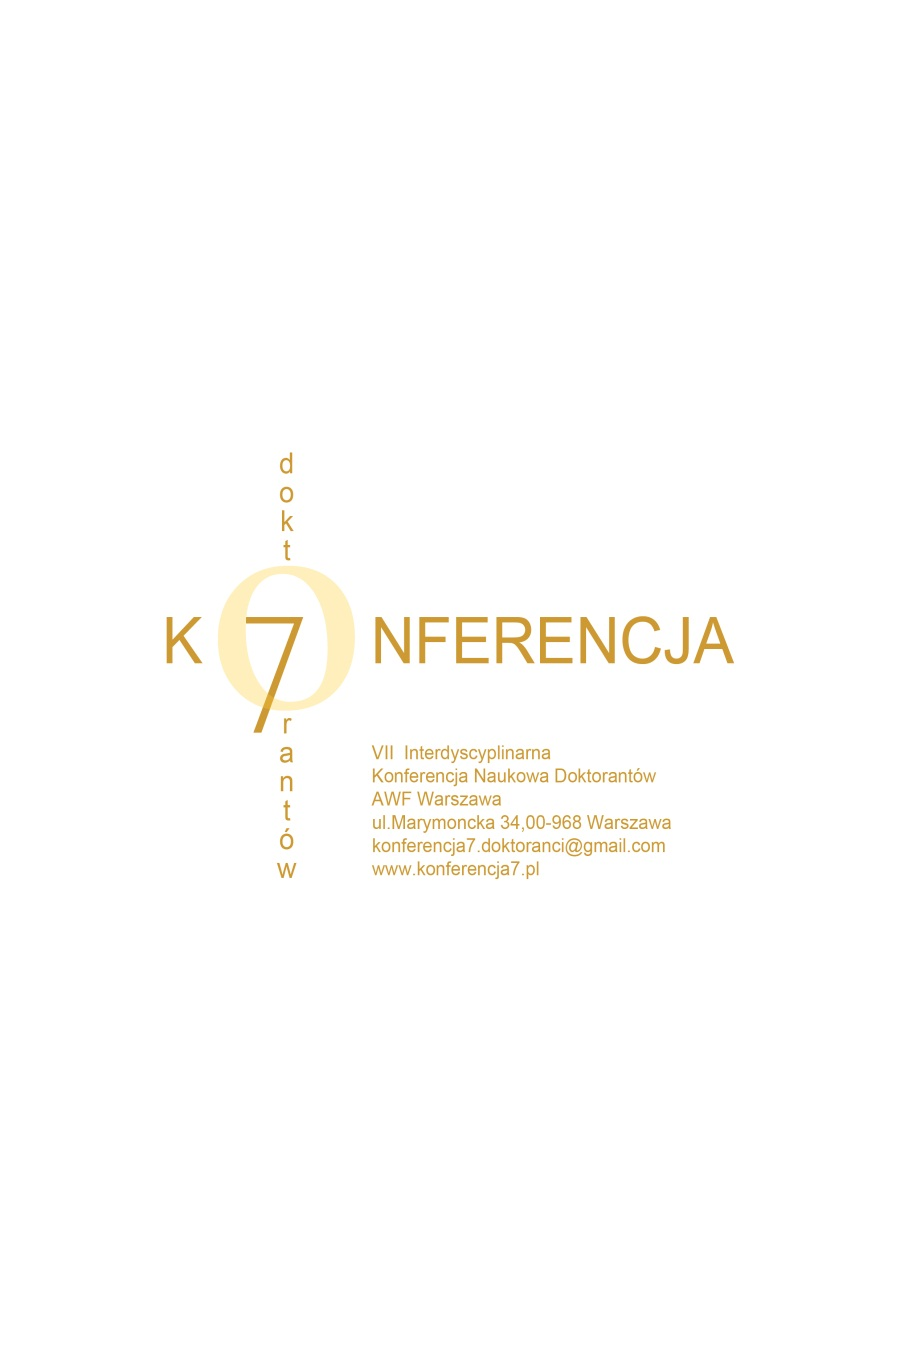 doktOrantów
KONFERENCJA
7
VII Interdyscyplinarna
Konferencja Naukowa Doktorantów
AWF Warszawa
ul.Marymoncka 34,00-968 Warszawa
konferencja7.doktoranci@gmail.com
www.konferencja7.pl